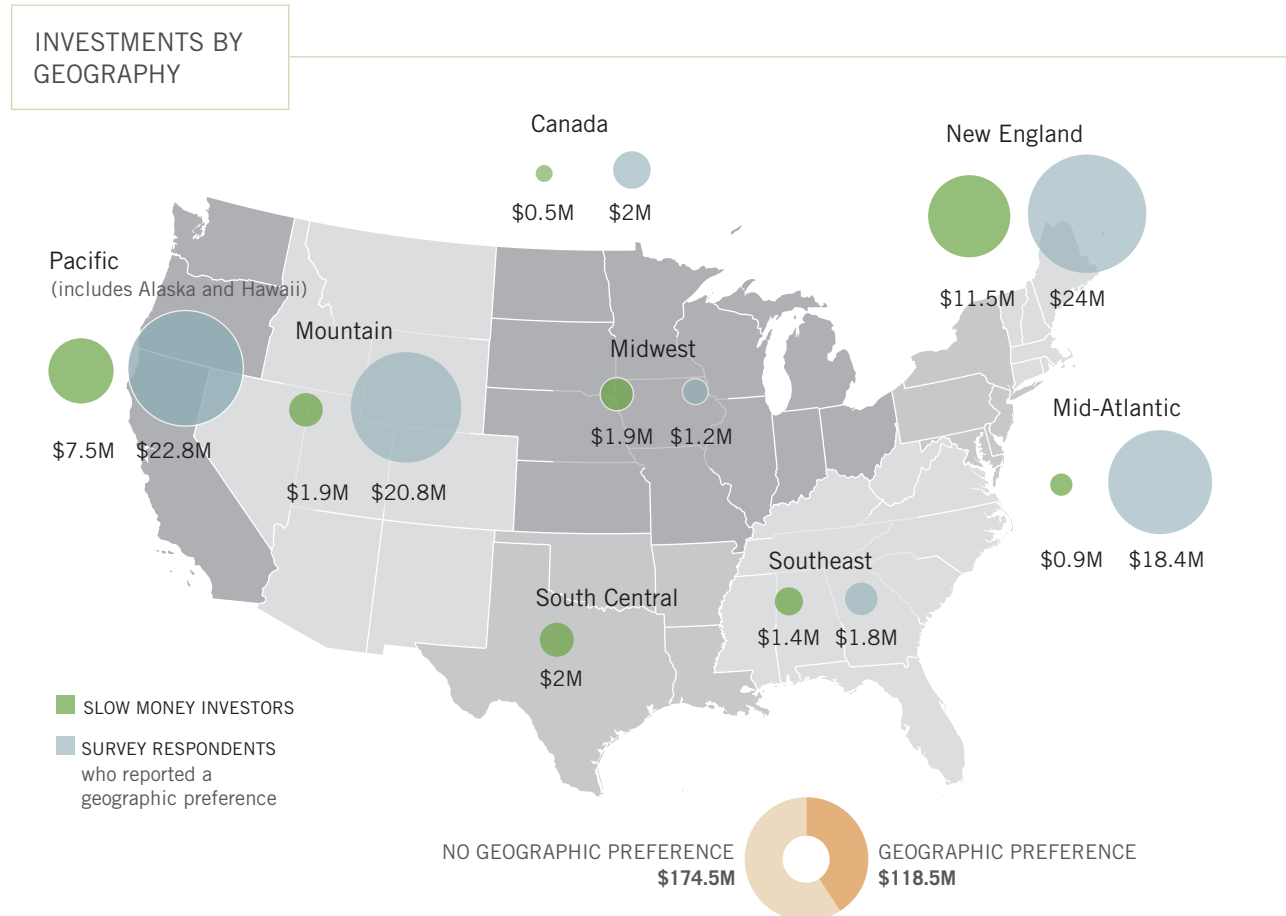 INVESTMENTS BY
GEOGRAPHY
Canada
$0.5M $2M
New England
$11.5M $24M
Pacific
(includes Alaska and Hawaii)
$7.5M $22.8M
Mountain
$1.9M $20.8M
Midwest
$1.9M $1.2M
Mid-Atlantic
$0.9M $18.4M
Southeast
$1.4M $1.8M
South Central
$2M
SLOW MONEY INVESTORS
SURVEY RESPONDENTS
who reported a
geographic preference
NO GEOGRAPHIC PREFERENCE
$174.5M
GEOGRAPHIC PREFERENCE
$118.5M